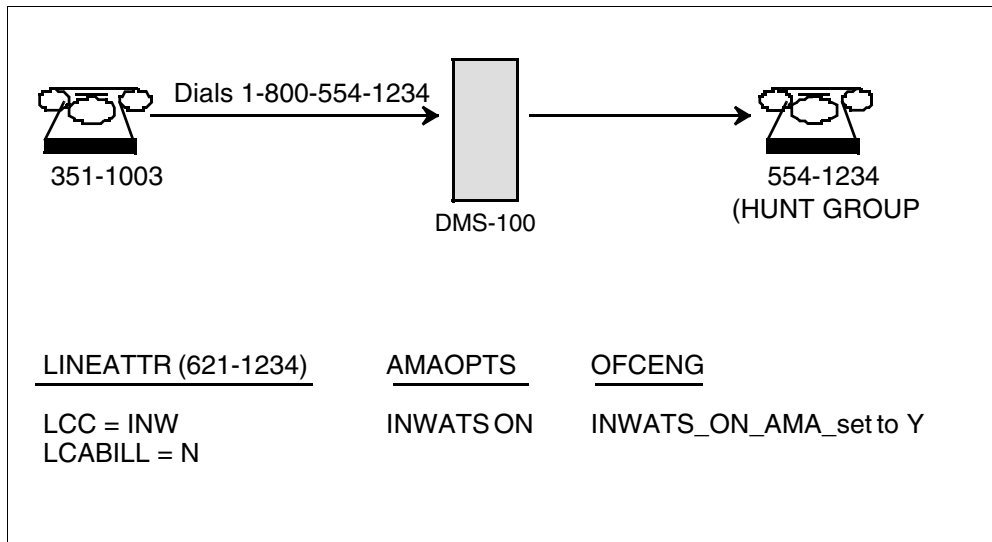 Dials 1-800-554-1234
351-1003
DMS-100
554-1234
(HUNT GROUP
LINEATTR (621-1234) AMAOPTS OFCENG
LCC = INW INWATS ON INWATS_ON_AMA_set to Y
LCABILL = N